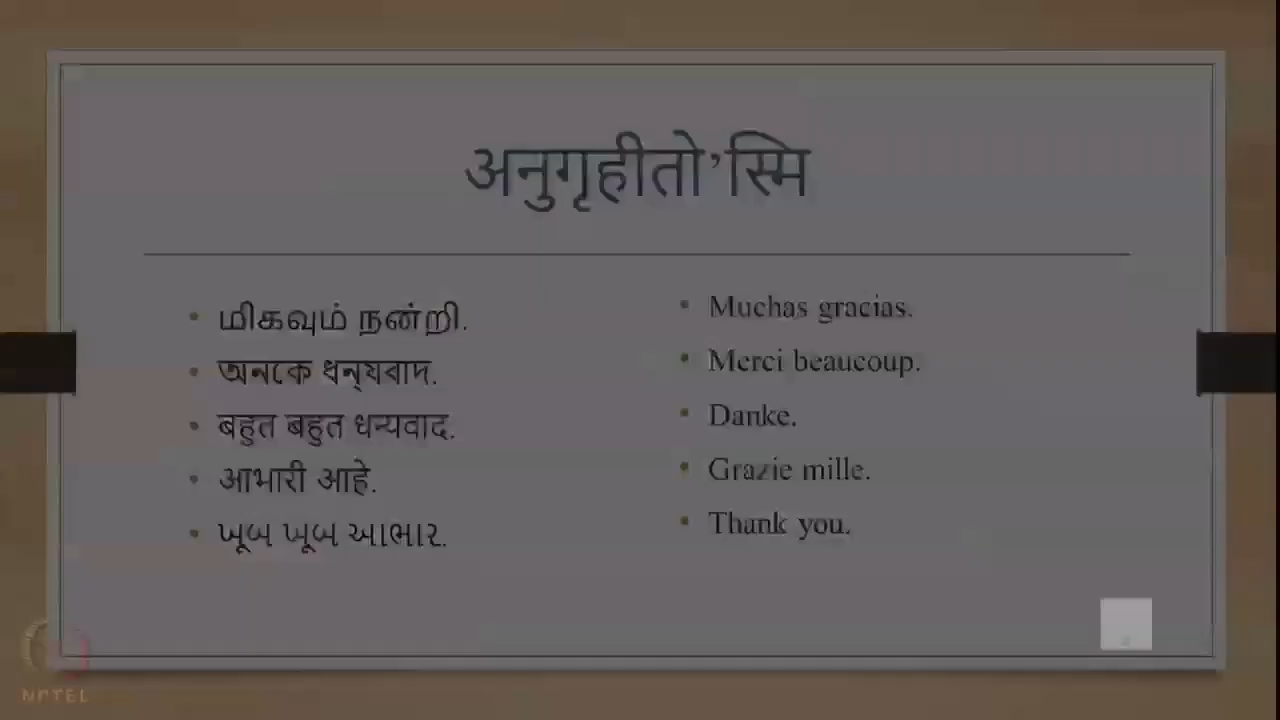 अनुगृहीतो’स्मि
மிகவும் நன்றி.
অনেক ধন্যবাদ.
बहुत बहुत धन्यवाद.
आभारी आहे.
ખૂબ ખૂબ આભાર.
Muchas gracias.
Merci beaucoup.
Danke.
Grazie mille.
Thank you.
NPTEL